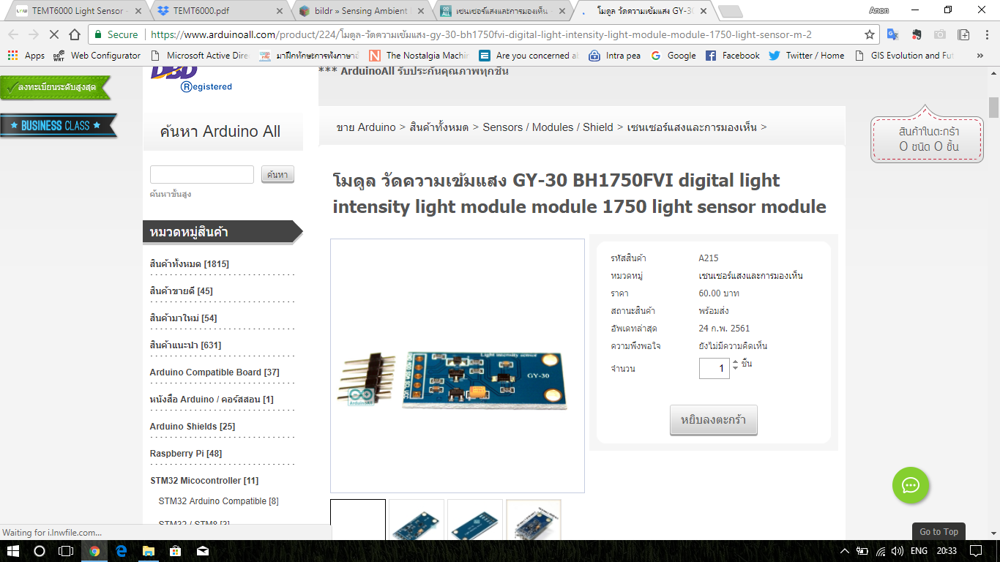 TEMT6000 Light Sensor -
TEMT6000.pdf
bildr » Sensing Ambient
เซนเซอร์แสงและการมองเห็น
โมดูล วัดความเข้มแสง GY-30
Anon
Secure
https://www.arduinoall.com/product/224/โมดูล-วัดความเข้มแสง-gy-30-bh1750fvi-digital-light-intensity-light-module-module-1750-light-sensor-m-2
Apps
Web Configurator
Microsoft Active Dire
มาฝึกทักษะการฟังภาษาอั
The Nostalgia Machin
Are you concerned ab
Intra pea
Google
Facebook
Twitter / Home
GIS Evolution and Fut
»
ลงทะเบียนระดับสูงสุด
BUSINESS CLASS
DBD
Registered
*** ArduinoAll รับประกันคุณภาพทุกชิ้น
ค้นหา Arduino All
ค้นหา
ค้นหาขั้นสูง
หมวดหมู่สินค้า
สินค้าทั้งหมด [1815]
สินค้าขายดี [45]
สินค้ามาใหม่ [54]
สินค้าแนะนำ [631]
Arduino Compatible Board [37]
หนังสือ Arduino / คอร์สสอน [1]
Arduino Shields [25]
Raspberry Pi [48]
STM32 Micocontroller [11]
STM32 Arduino Compatible [8]
STM32 / STM8 [3]
ขาย Arduino > สินค้าทั้งหมด > Sensors / Modules / Shield > เซนเซอร์แสงและการมองเห็น >
โมดูล วัดความเข้มแสง GY-30 BH1750FVI digital light
intensity light module module 1750 light sensor module
Light intensity sensor
GY-30
ArduinoAll
รหัสสินค้า A215
หมวดหมู่ เซนเซอร์แสงและการมองเห็น
ราคา 60.00 บาท
สถานะสินค้า พร้อมส่ง
อัพเดทล่าสุด 24 ก.พ. 2561
ความพึงพอใจ ยังไม่มีความคิดเห็น
จำนวน 1 ชิ้น
หยิบลงตะกร้า
สินค้าในตะกร้า
0 ชนิด 0 ชิ้น
Go to Top
Waiting for i.lnwfile.com...
ENG
20:33